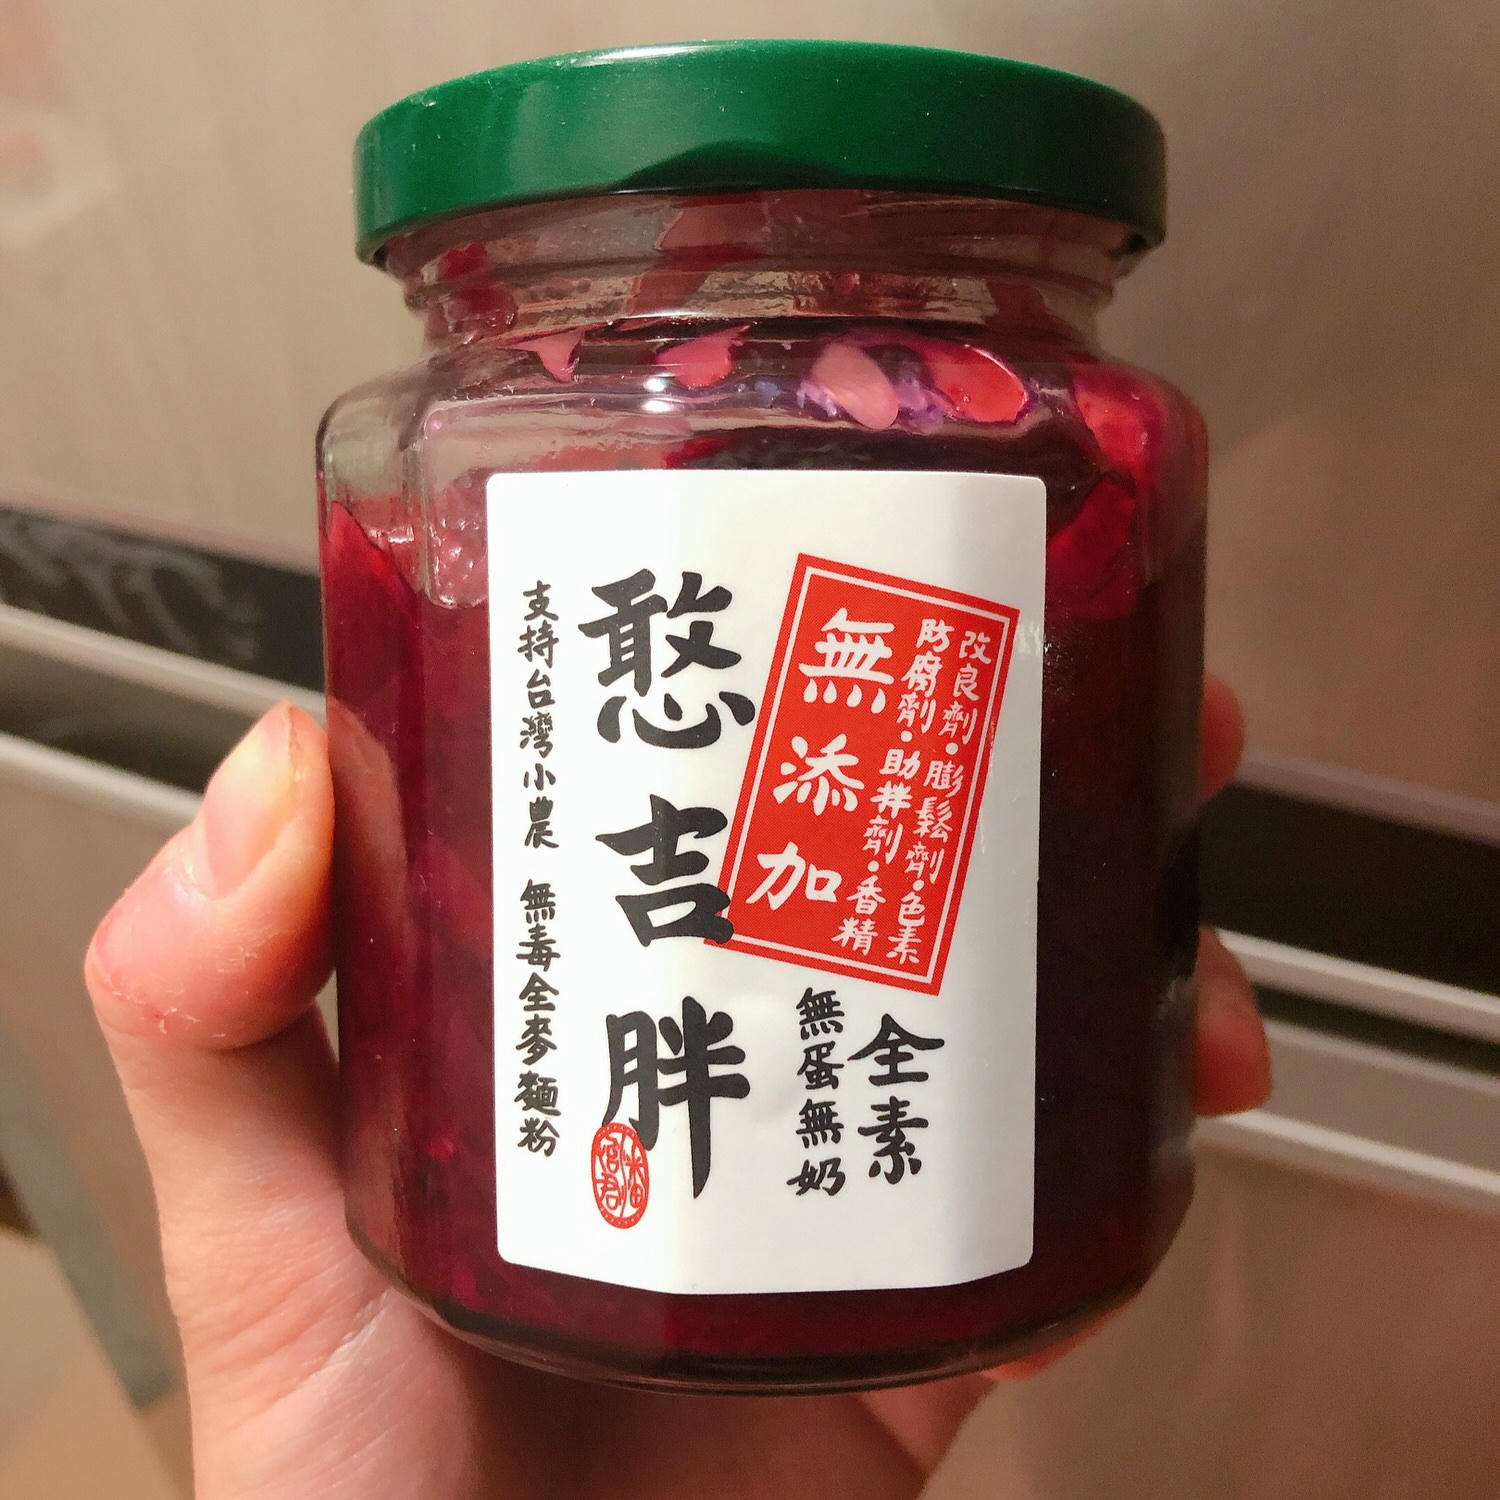 改良劑・膨鬆劑・色素
防腐劑・助拌劑・香精
無添加
全素
無蛋無奶
憨吉胖
支持台灣小農 無毒全麥麵粉